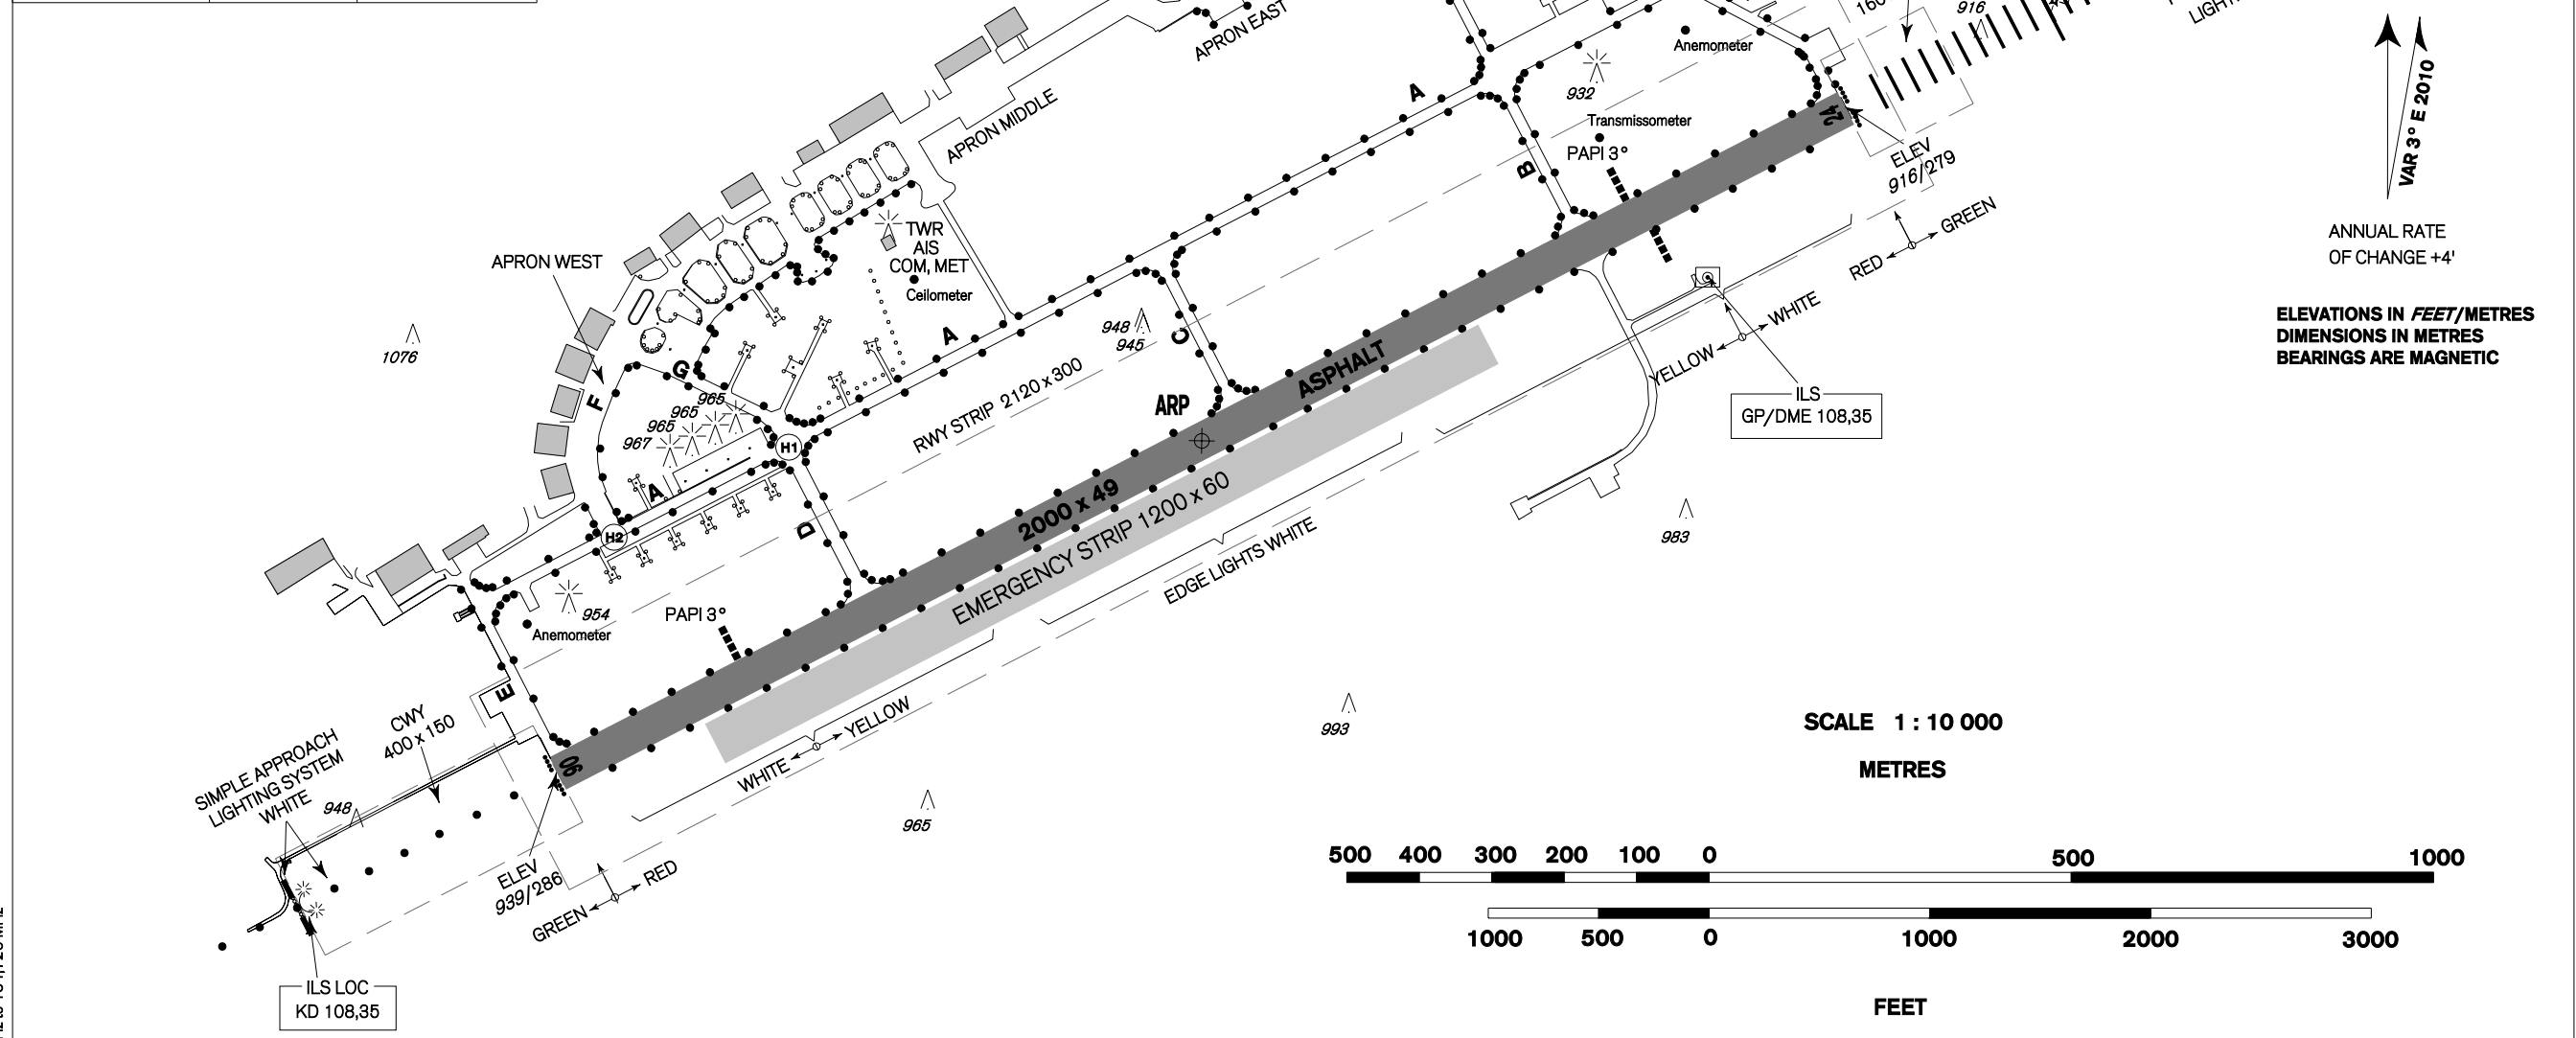 APRON EAST
160
916
LIGHT
Anemometer
932
24
Transmissometer
PAPI 3°
ELEV
916/279
VAR 3° E 2010
ANNUAL RATE
OF CHANGE +4'
ELEVATIONS IN FEET/METRES
DIMENSIONS IN METRES
BEARINGS ARE MAGNETIC
APRON MIDDLE
A
B
GREEN
RED
WHITE
YELLOW
ILS
GP/DME 108,35
TWR
AIS
COM, MET
Ceilometer
APRON WEST
1076
A
948
945
C
G
F
965
965
965
967
H1
A
H2
D
RWY STRIP 2120 x 300
ARP
ASPHALT
2000 x 49
EMERGENCY STRIP 1200 x 60
EDGE LIGHTS WHITE
983
954
Anemometer
PAPI 3°
E
06
993
965
WHITE
YELLOW
CWY
400 x 150
SIMPLE APPROACH
LIGHTING SYSTEM
WHITE
948
ELEV
939/286
RED
GREEN
ILS LOC
KD 108,35
SCALE 1 : 10 000
METRES
500 400 300 200 100 0 500 1000
1000 500 0 1000 2000 3000
FEET